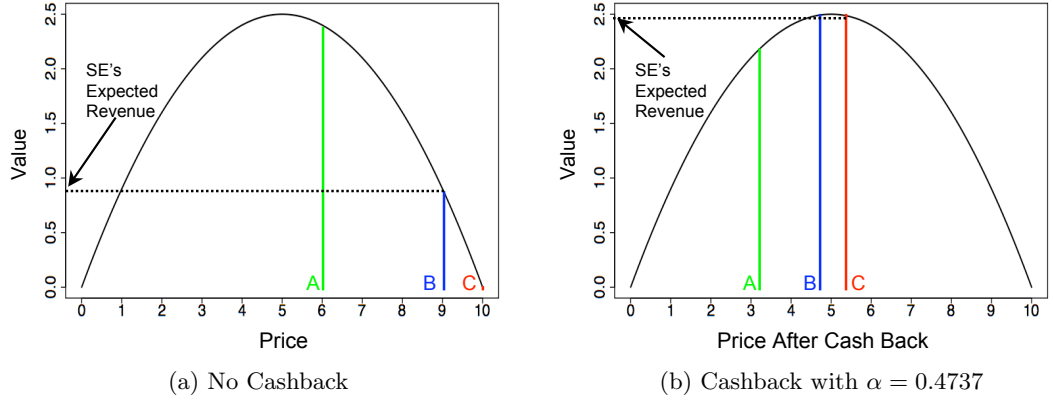 2.5
2.0
1.5
1.0
0.5
0.0
Value
SE's
Expected
Revenue
A
B
C
0 1 2 3 4 5 6 7 8 9 10
Price
(a) No Cashback
2.5
2.0
1.5
1.0
0.5
0.0
Value
SE's
Expected
Revenue
A
B
C
0 1 2 3 4 5 6 7 8 9 10
Price After Cash Back
(b) Cashback with α = 0.4737